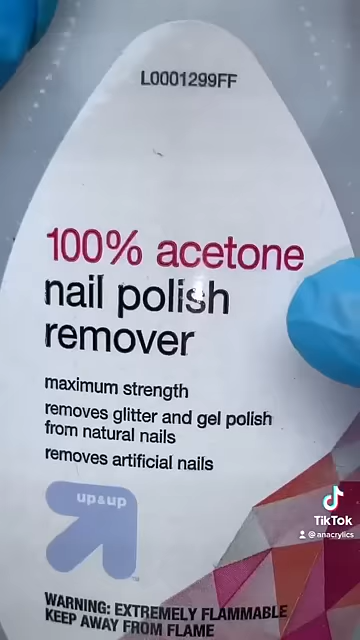 L0001299FF
100% acetone
nail polish
remover
maximum strength
removes glitter and gel polish
from natural nails
removes artificial nails
up&up
TikTok
@anacrylics
WARNING: EXTREMELY FLAMMABLE
KEEP AWAY FROM FLAME